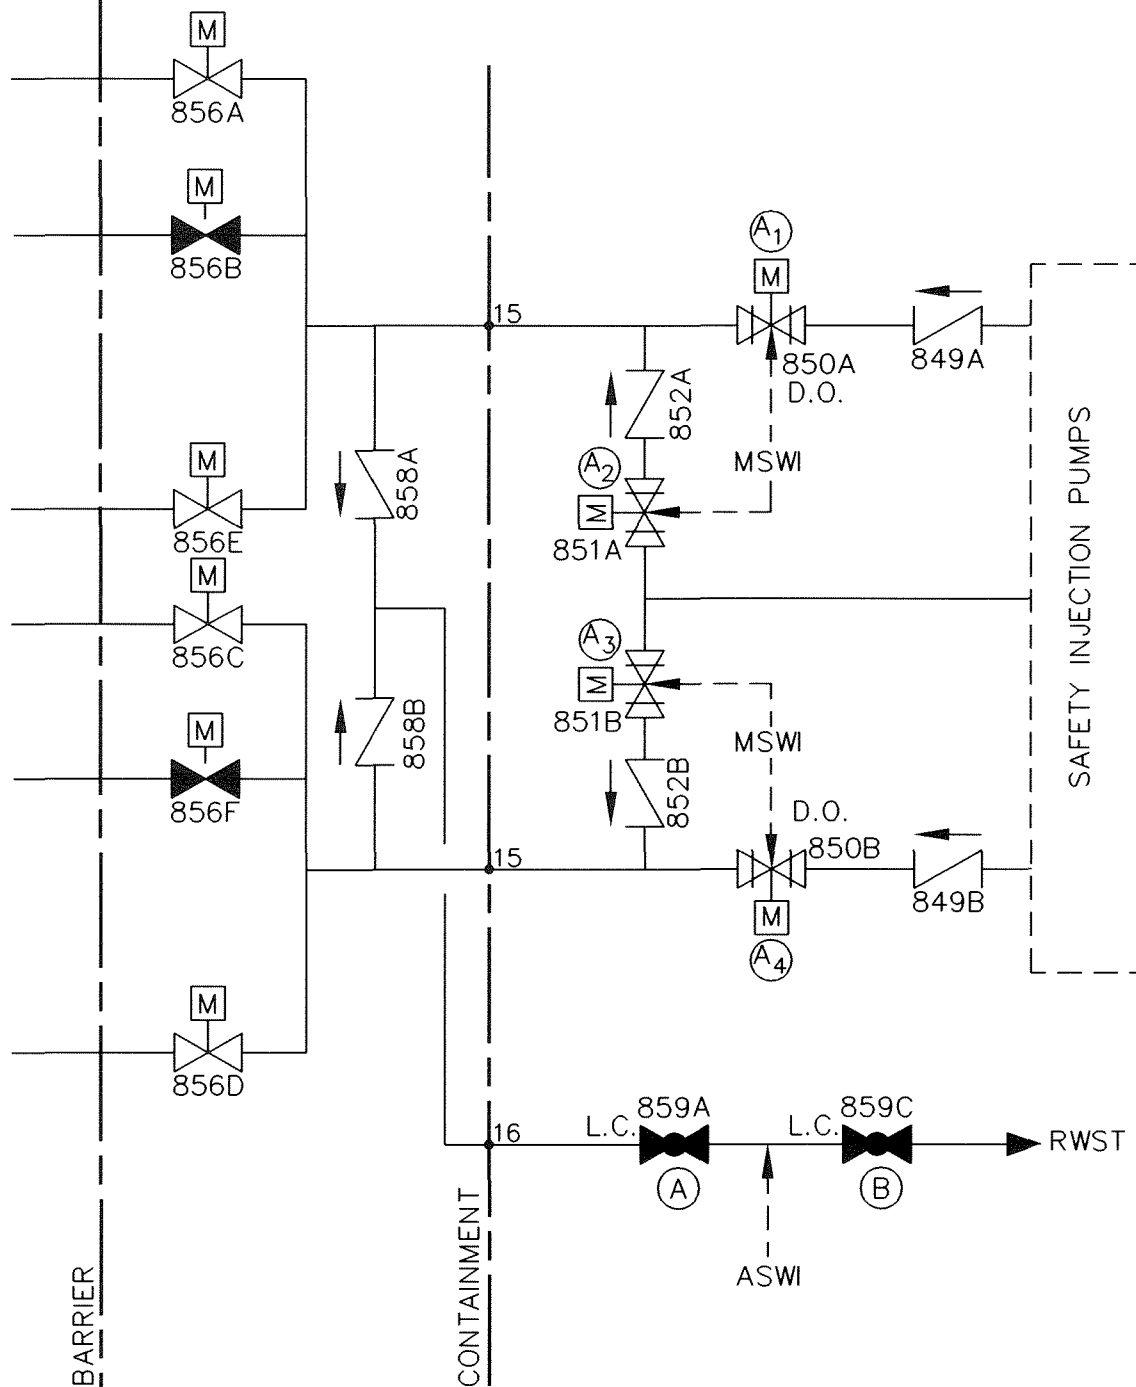 M
856A
M
856B
A1
M
15
850A
D.O.
849A
852A
MSWI
M
A2
858A
M
856E
851A
M
856C
A3
M
851B
858B
MSWI
M
856F
852B
D.O.
850B
15
849B
M
A4
SAFETY INJECTION PUMPS
M
856D
859A
859C
L.C.
L.C.
16
RWST
A
B
ASWI
BARRIER
CONTAINMENT